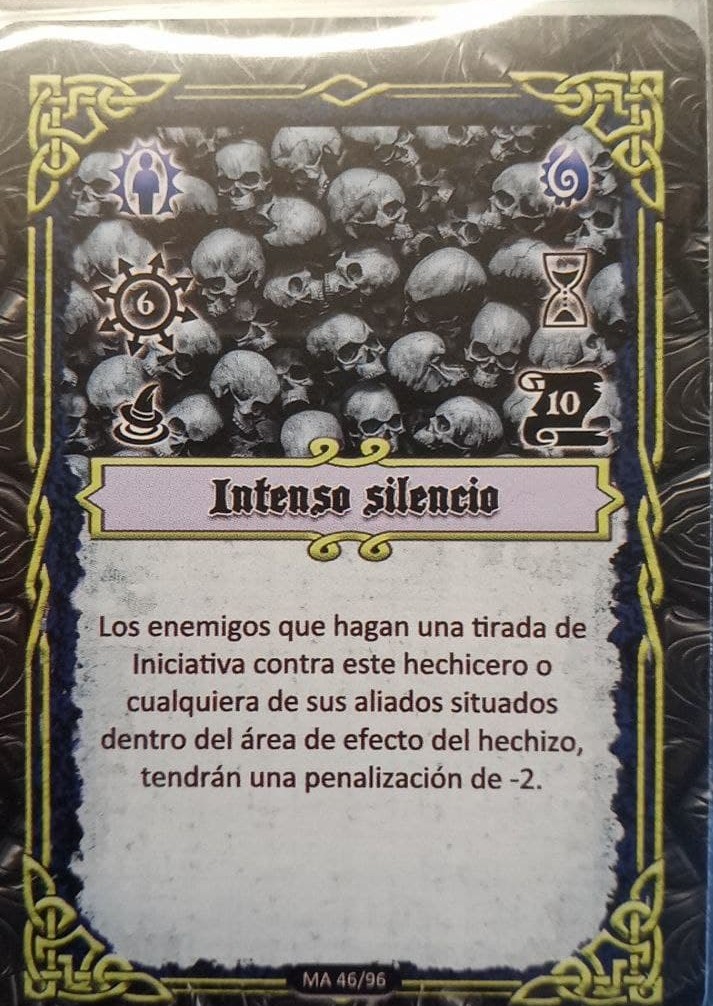 6
10
Intenso silencio
Los enemigos que hagan una tirada de
Iniciativa contra este hechicero o
cualquiera de sus aliados situados
dentro del área de efecto del hechizo,
tendrán una penalización de -2.
MA 46/96